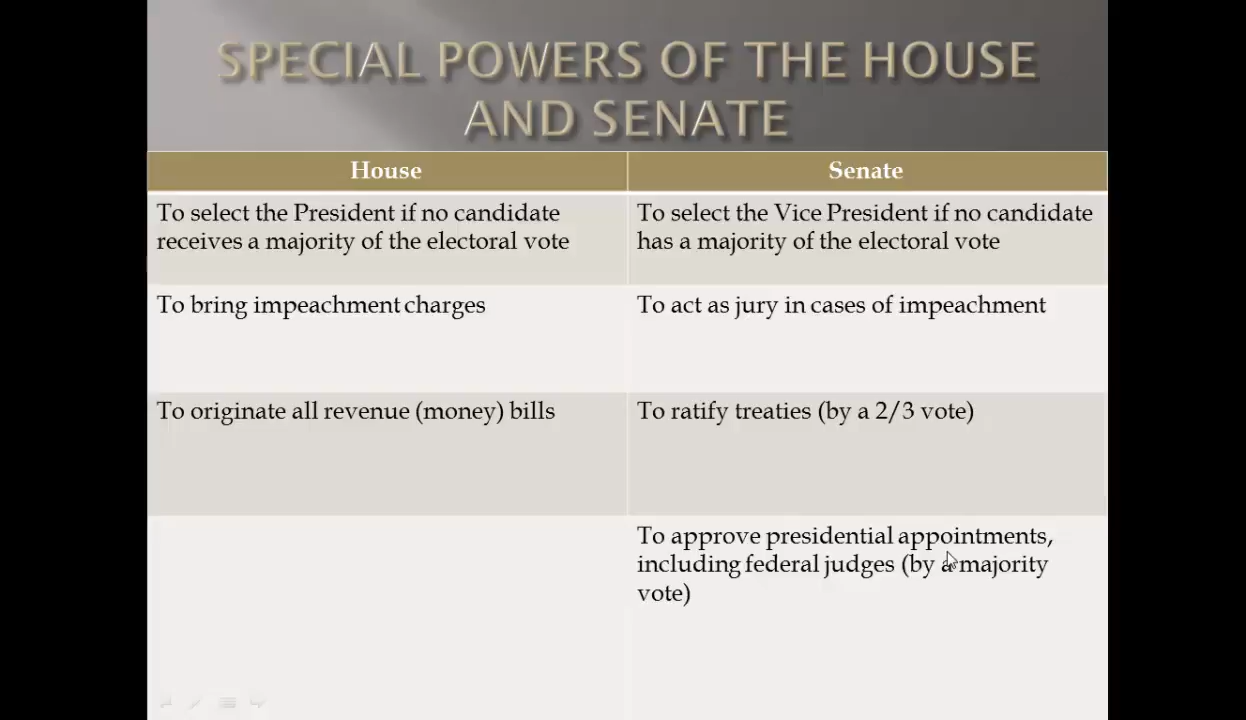 SPECIAL POWERS OF THE HOUSE
AND SENATE
House
Senate
To select the President if no candidate
receives a majority of the electoral vote
To select the Vice President if no candidate
has a majority of the electoral vote
To bring impeachment charges
To act as jury in cases of impeachment
To originate all revenue (money) bills
To ratify treaties (by a 2/3 vote)
To approve presidential appointments,
including federal judges (by a majority
vote)